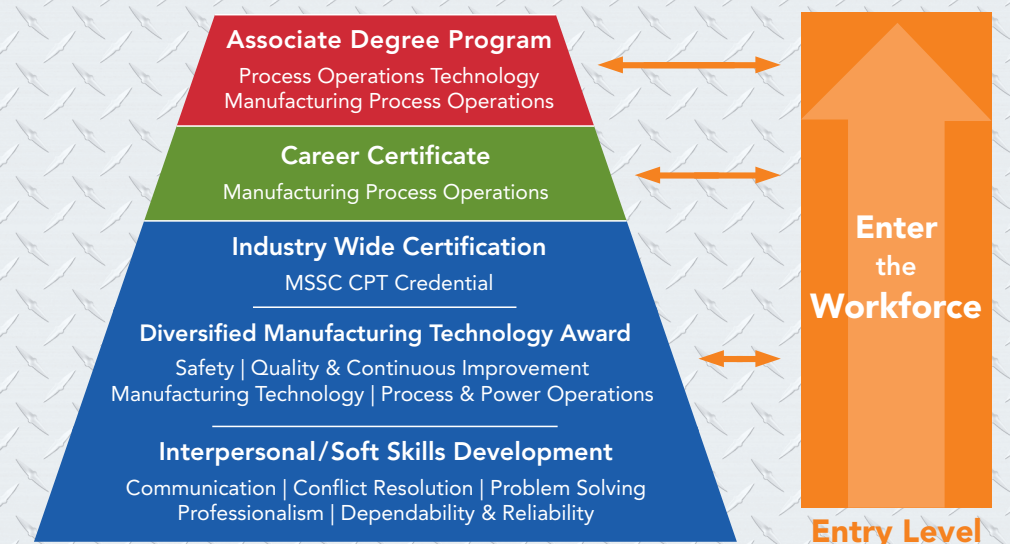 Associate Degree Program
Process Operations Technology
Manufacturing Process Operations
Career Certificate
Manufacturing Process Operations
Industry Wide Certification
MSSC CPT Credential
Diversified Manufacturing Technology Award
Safety | Quality & Continuous Improvement
Manufacturing Technology | Process & Power Operations
Interpersonal/Soft Skills Development
Communication | Conflict Resolution | Problem Solving
Professionalism | Dependability & Reliability
Enter
the
Workforce
Entry Level